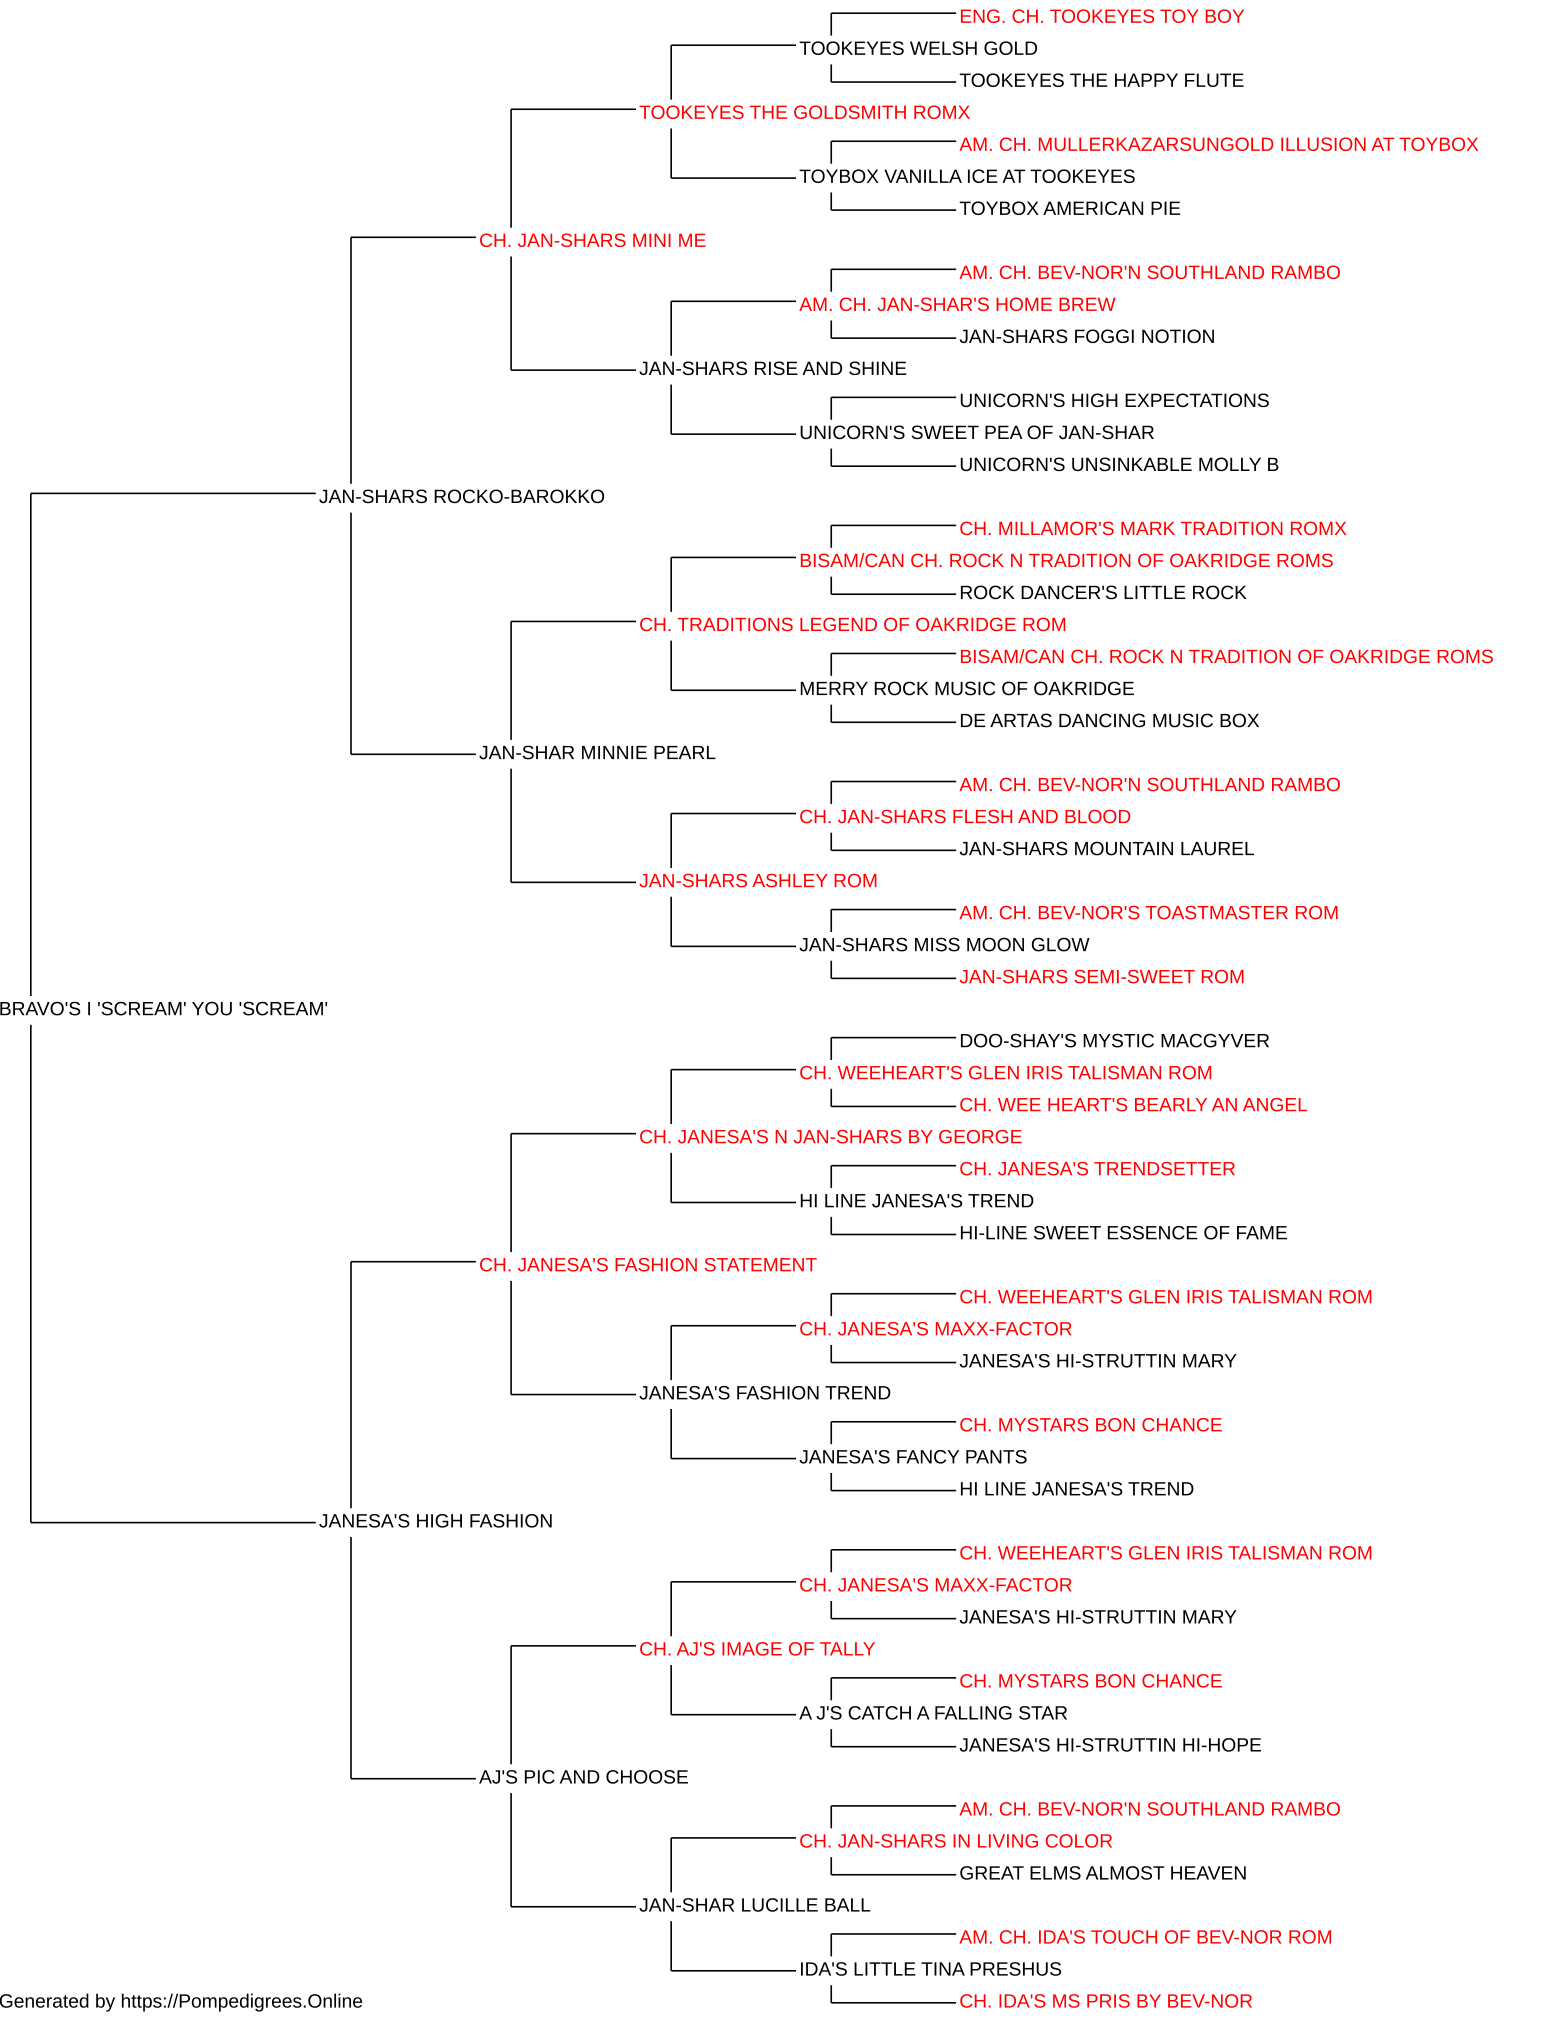 ENG. CH. TOOKEYES TOY BOY
TOOKEYES WELSH GOLD
TOOKEYES THE HAPPY FLUTE
TOOKEYES THE GOLDSMITH ROMX
AM. CH. MULLERKAZARSUNGOLD ILLUSION AT TOYBOX
TOYBOX VANILLA ICE AT TOOKEYES
TOYBOX AMERICAN PIE
CH. JAN-SHARS MINI ME
AM. CH. BEV-NOR'N SOUTHLAND RAMBO
AM. CH. JAN-SHAR'S HOME BREW
JAN-SHARS FOGGI NOTION
JAN-SHARS RISE AND SHINE
UNICORN'S HIGH EXPECTATIONS
UNICORN'S SWEET PEA OF JAN-SHAR
UNICORN'S UNSINKABLE MOLLY B
JAN-SHARS ROCKO-BAROKKO
CH. MILLAMOR'S MARK TRADITION ROMX
BISAM/CAN CH. ROCK N TRADITION OF OAKRIDGE ROMS
ROCK DANCER'S LITTLE ROCK
CH. TRADITIONS LEGEND OF OAKRIDGE ROM
BISAM/CAN CH. ROCK N TRADITION OF OAKRIDGE ROMS
MERRY ROCK MUSIC OF OAKRIDGE
DE ARTAS DANCING MUSIC BOX
JAN-SHAR MINNIE PEARL
AM. CH. BEV-NOR'N SOUTHLAND RAMBO
CH. JAN-SHARS FLESH AND BLOOD
JAN-SHARS MOUNTAIN LAUREL
JAN-SHARS ASHLEY ROM
AM. CH. BEV-NOR'S TOASTMASTER ROM
JAN-SHARS MISS MOON GLOW
JAN-SHARS SEMI-SWEET ROM
BRAVO'S I 'SCREAM' YOU 'SCREAM'
DOO-SHAY'S MYSTIC MACGYVER
CH. WEEHEART'S GLEN IRIS TALISMAN ROM
CH. WEE HEART'S BEARLY AN ANGEL
CH. JANESA'S N JAN-SHARS BY GEORGE
CH. JANESA'S TRENDSETTER
HI LINE JANESA'S TREND
HI-LINE SWEET ESSENCE OF FAME
CH. JANESA'S FASHION STATEMENT
CH. WEEHEART'S GLEN IRIS TALISMAN ROM
CH. JANESA'S MAXX-FACTOR
JANESA'S HI-STRUTTIN MARY
JANESA'S FASHION TREND
CH. MYSTARS BON CHANCE
JANESA'S FANCY PANTS
HI LINE JANESA'S TREND
JANESA'S HIGH FASHION
CH. WEEHEART'S GLEN IRIS TALISMAN ROM
CH. JANESA'S MAXX-FACTOR
JANESA'S HI-STRUTTIN MARY
CH. AJ'S IMAGE OF TALLY
CH. MYSTARS BON CHANCE
A J'S CATCH A FALLING STAR
JANESA'S HI-STRUTTIN HI-HOPE
AJ'S PIC AND CHOOSE
AM. CH. BEV-NOR'N SOUTHLAND RAMBO
CH. JAN-SHARS IN LIVING COLOR
GREAT ELMS ALMOST HEAVEN
JAN-SHAR LUCILLE BALL
AM. CH. IDA'S TOUCH OF BEV-NOR ROM
IDA'S LITTLE TINA PRESHUS
CH. IDA'S MS PRIS BY BEV-NOR
Generated by https://Pompedigrees.Online